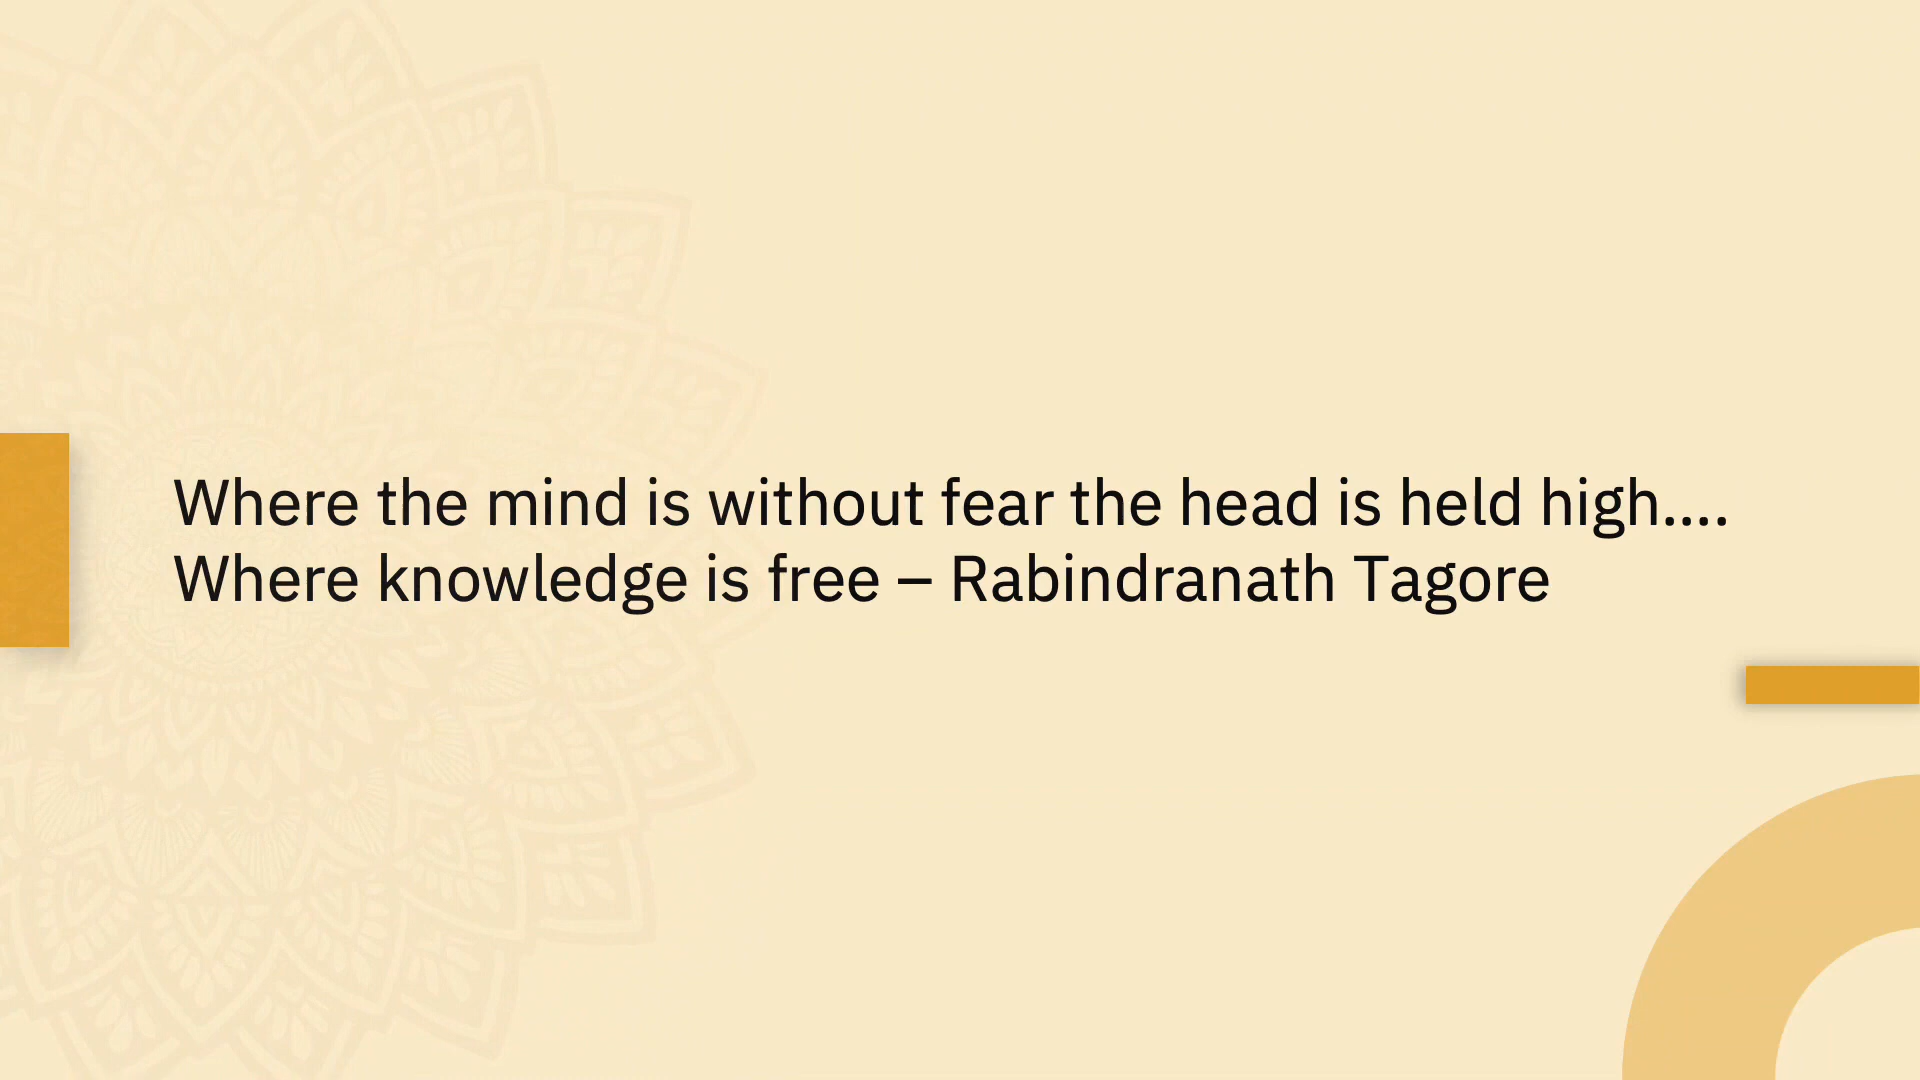 Where the mind is without fear the head is held high....
Where knowledge is free – Rabindranath Tagore